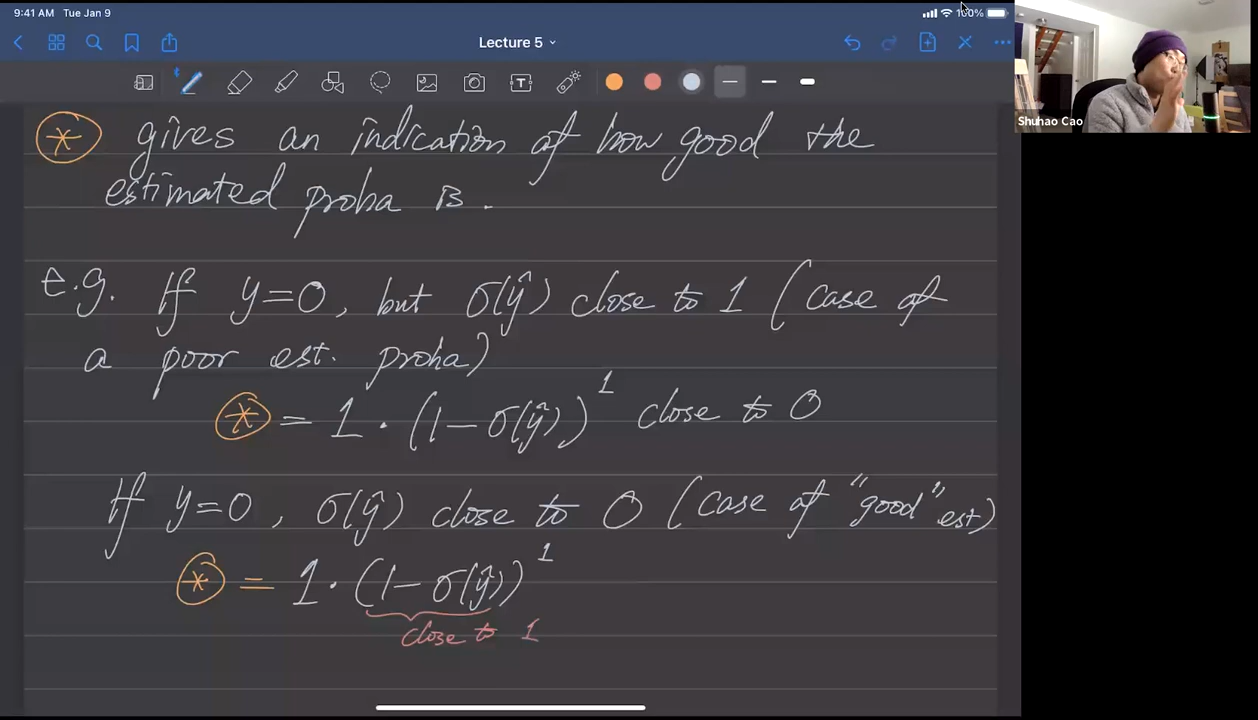 9:41 AM Tue Jan 9
100%
Lecture 5
Shuhao Cao
⊛ gives an indication of how good the
estimated proba is.
e.g. If y=0, but σ(ŷ) close to 1 (case of
a poor est. proba)
⊛ = 1 · (1 − σ(ŷ))¹ close to 0
If y=0, σ(ŷ) close to 0 (case of "good" est)
⊛ = 1 · (1 − σ(ŷ))¹
close to 1